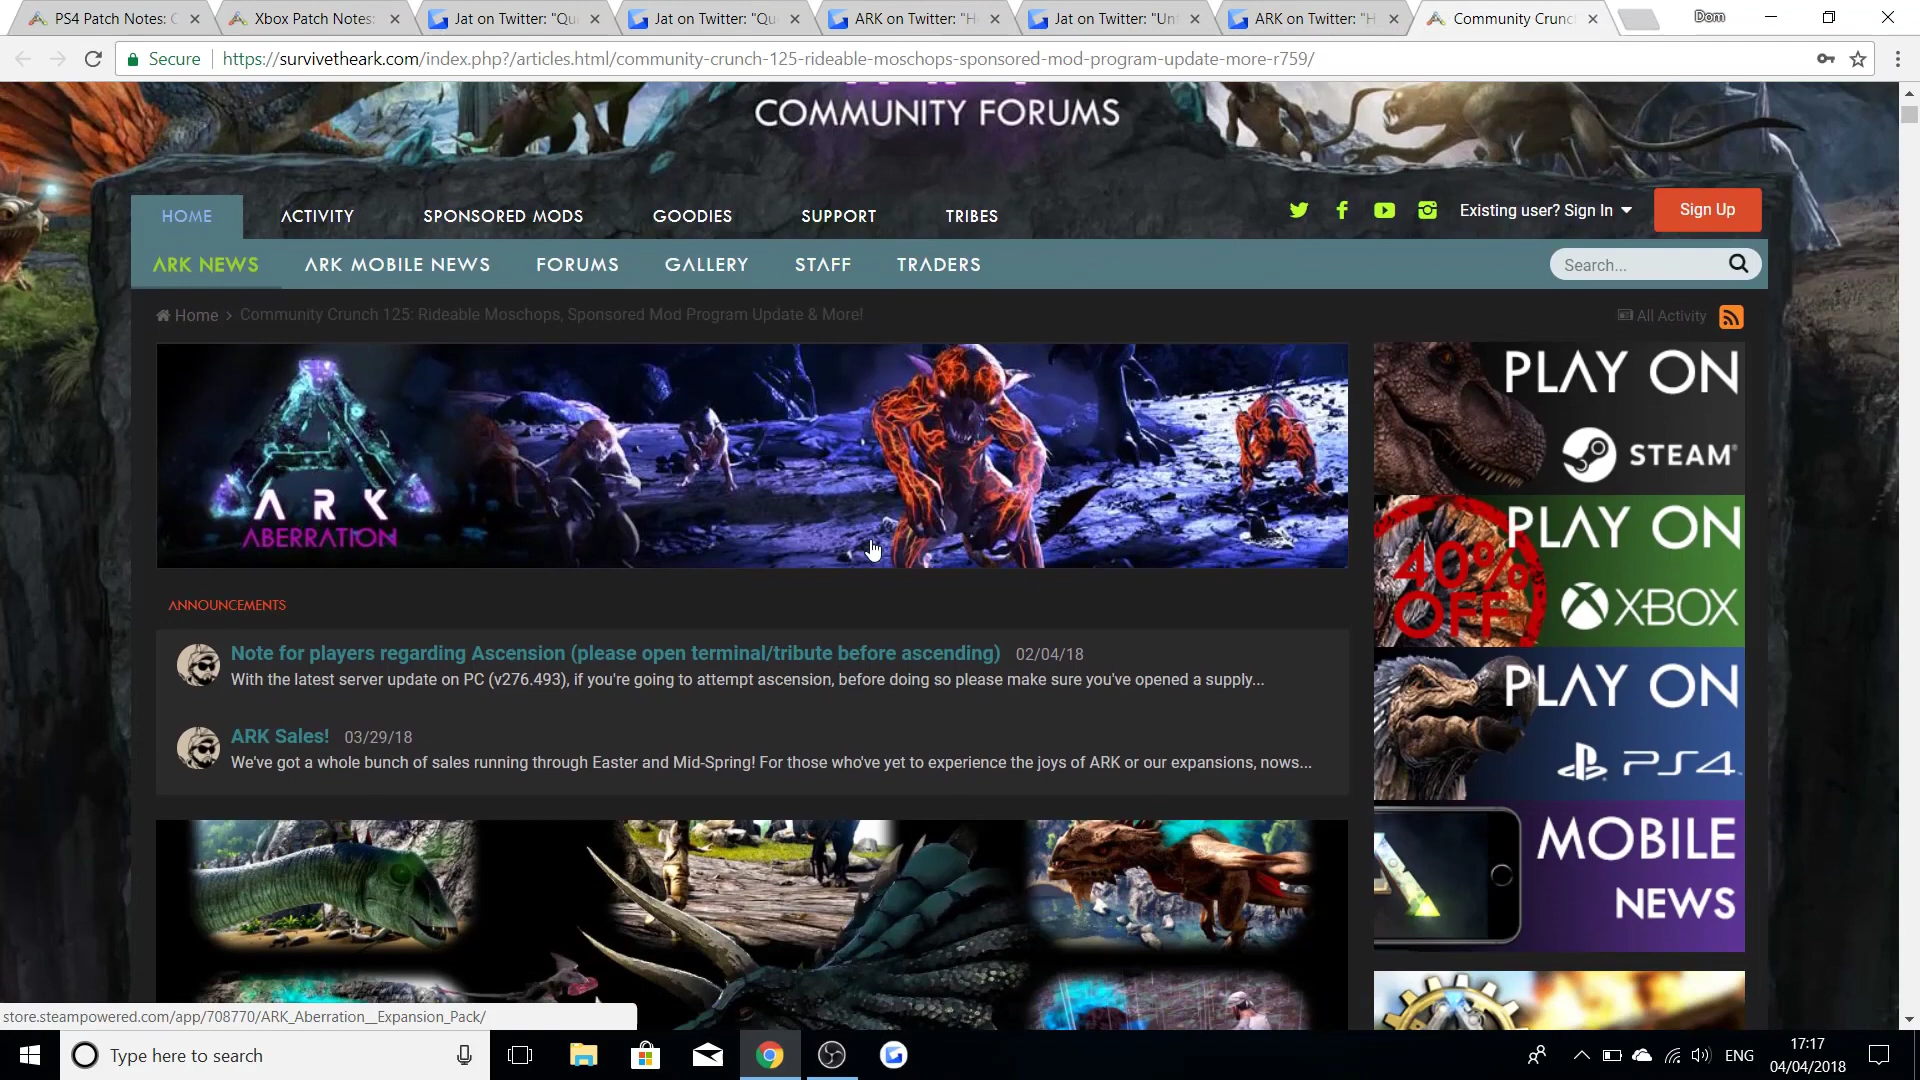 PS4 Patch Notes: C
Xbox Patch Notes:
Jat on Twitter: "Qu
Jat on Twitter: "Qu
ARK on Twitter: "H
Jat on Twitter: "Unf
ARK on Twitter: "H
Community Crunc
Dom
Secure
https://survivetheark.com/index.php?/articles.html/community-crunch-125-rideable-moschops-sponsored-mod-program-update-more-r759/
COMMUNITY FORUMS
HOME
ACTIVITY
SPONSORED MODS
GOODIES
SUPPORT
TRIBES
Existing user? Sign In
Sign Up
ARK NEWS
ARK MOBILE NEWS
FORUMS
GALLERY
STAFF
TRADERS
Search...
Home
Community Crunch 125: Rideable Moschops, Sponsored Mod Program Update & More!
All Activity
ARK
ABERRATION
ANNOUNCEMENTS
Note for players regarding Ascension (please open terminal/tribute before ascending) 02/04/18
With the latest server update on PC (v276.493), if you're going to attempt ascension, before doing so please make sure you've opened a supply...
ARK Sales! 03/29/18
We've got a whole bunch of sales running through Easter and Mid-Spring! For those who've yet to experience the joys of ARK or our expansions, nows...
PLAY ON
STEAM
PLAY ON
40%
OFF
XBOX
PLAY ON
PS4
MOBILE
NEWS
store.steampowered.com/app/708770/ARK_Aberration__Expansion_Pack/
Type here to search
ENG
17:17
04/04/2018